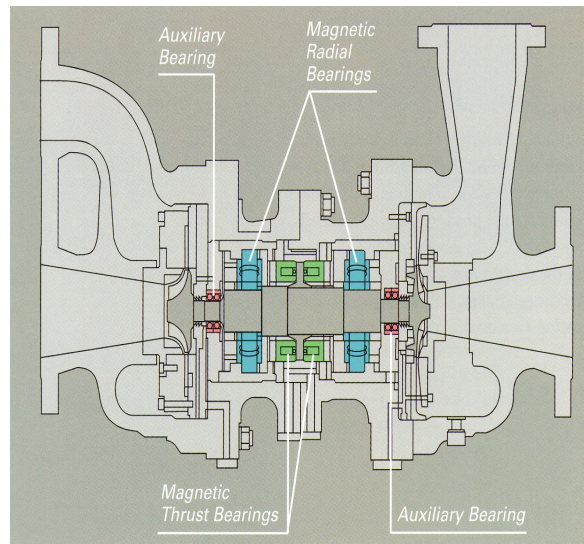 Auxiliary
Bearing
Magnetic
Radial
Bearings
Magnetic
Thrust Bearings
Auxiliary Bearing